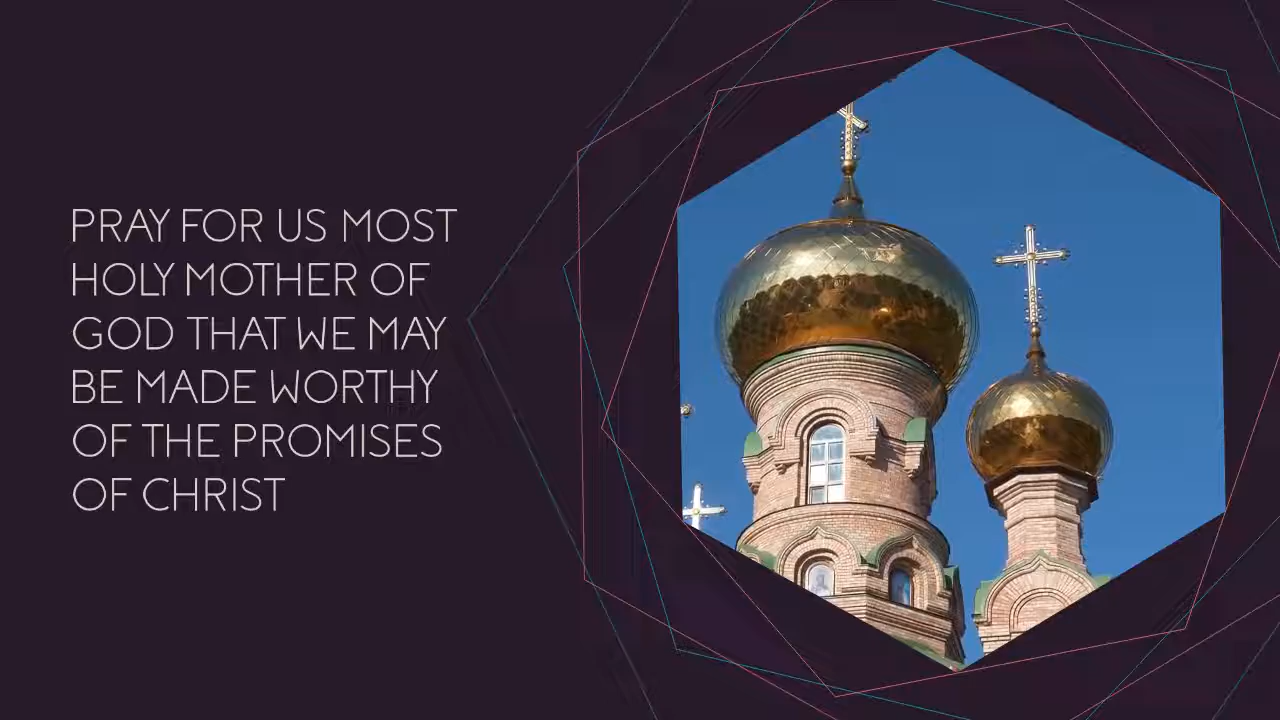 PRAY FOR US MOST
HOLY MOTHER OF
GOD THAT WE MAY
BE MADE WORTHY
OF THE PROMISES
OF CHRIST